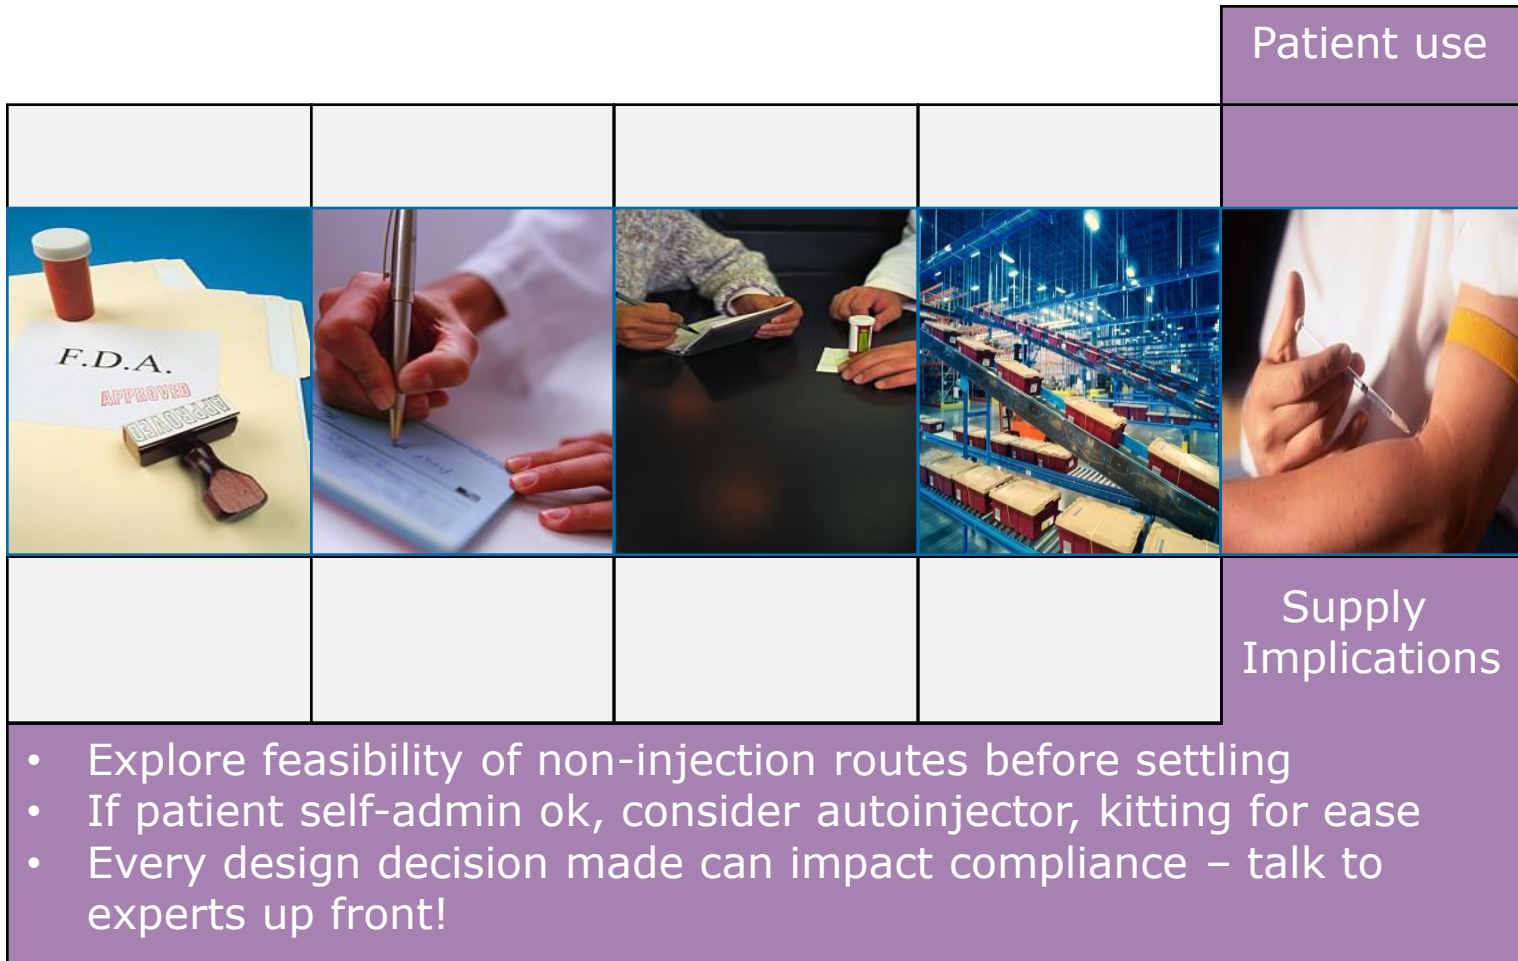 Patient use
F.D.A.
APPROVED
APPROVED
Supply
Implications
• Explore feasibility of non-injection routes before settling
• If patient self-admin ok, consider autoinjector, kitting for ease
• Every design decision made can impact compliance – talk to
experts up front!